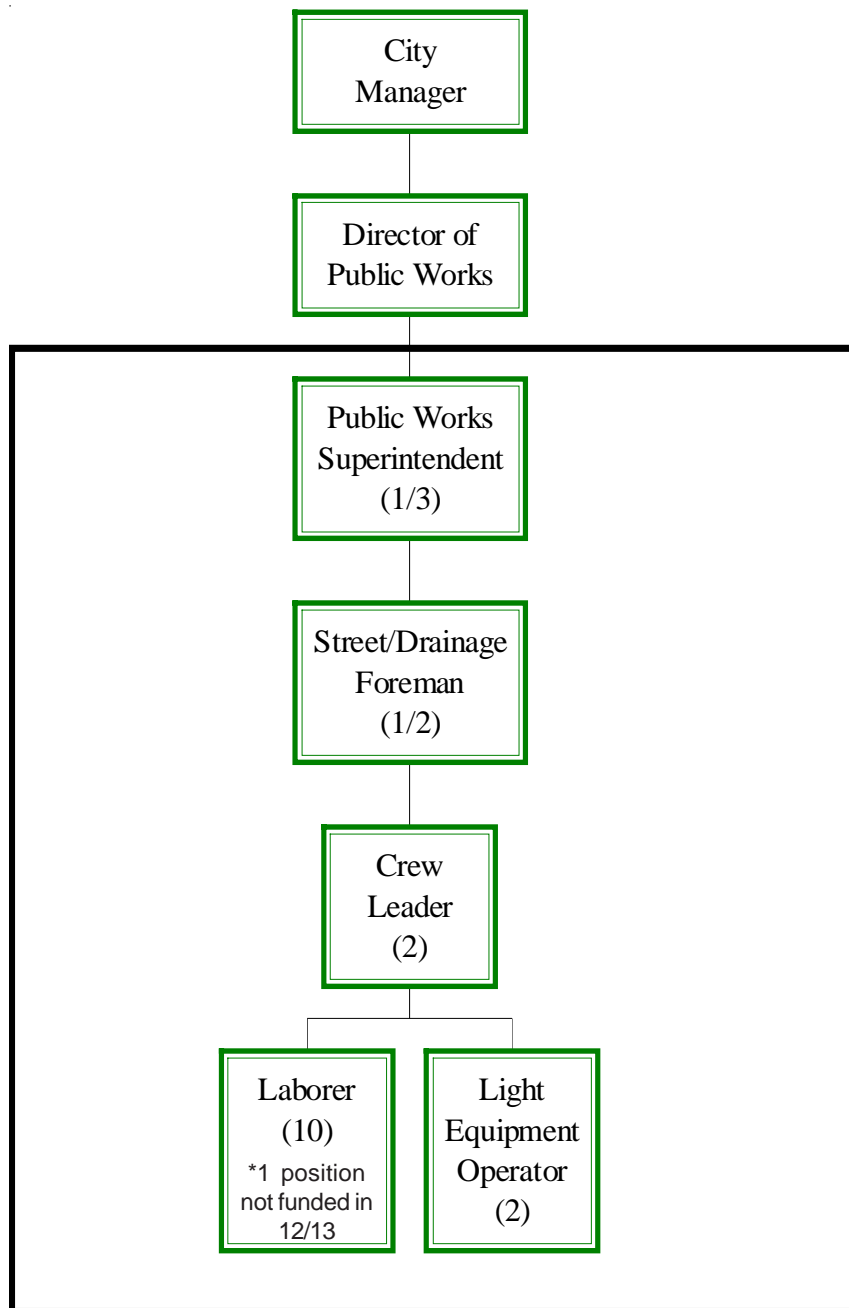 City
Manager
Director of
Public Works
Public Works
Superintendent
(1/3)
Street/Drainage
Foreman
(1/2)
Crew
Leader
(2)
Laborer
(10)
*1 position
not funded in
12/13
Light
Equipment
Operator
(2)